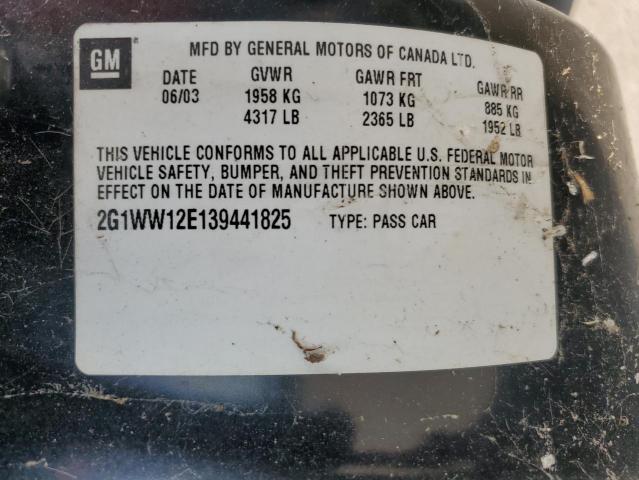 GM MFD BY GENERAL MOTORS OF CANADA LTD.
DATE GVWR GAWR FRT GAWR RR
06/03 1958 KG 1073 KG 885 KG
4317 LB 2365 LB 1952 LB
THIS VEHICLE CONFORMS TO ALL APPLICABLE U.S. FEDERAL MOTOR
VEHICLE SAFETY, BUMPER, AND THEFT PREVENTION STANDARDS IN
EFFECT ON THE DATE OF MANUFACTURE SHOWN ABOVE.
2G1WW12E139441825 TYPE: PASS CAR